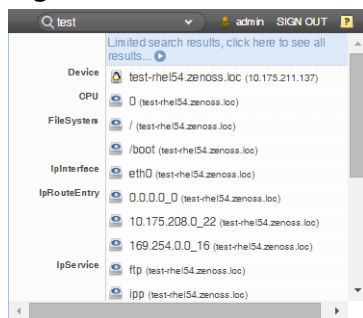 test admin SIGN OUT ?
Limited search results, click here to see all
results...
Device test-rhel54.zenoss.loc (10.175.211.137)
CPU 0 (test-rhel54.zenoss.loc)
FileSystem / (test-rhel54.zenoss.loc)
/boot (test-rhel54.zenoss.loc)
IpInterface eth0 (test-rhel54.zenoss.loc)
IpRouteEntry 0.0.0.0_0 (test-rhel54.zenoss.loc)
10.175.208.0_22 (test-rhel54.zenoss.loc)
169.254.0.0_16 (test-rhel54.zenoss.loc)
IpService ftp (test-rhel54.zenoss.loc)
ipp (test-rhel54.zenoss.loc)